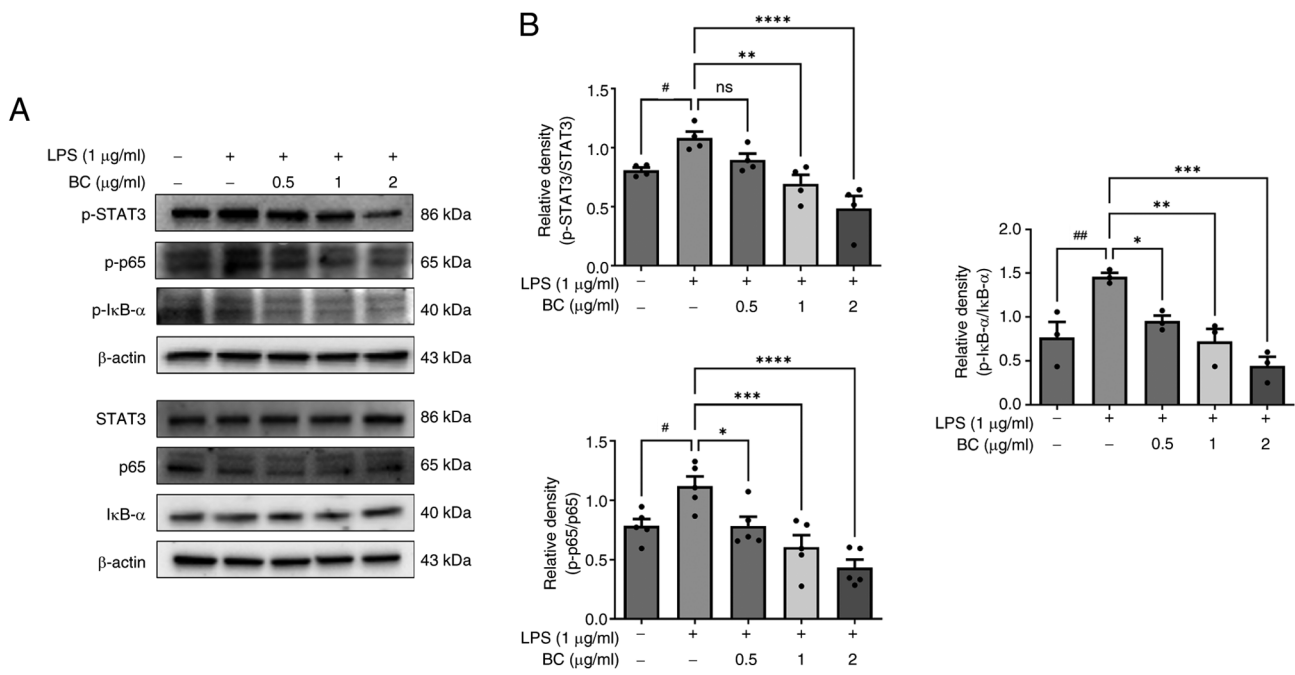 A
LPS (1 μg/ml) – + + + +
BC (μg/ml) – – 0.5 1 2
p-STAT3 86 kDa
p-p65 65 kDa
p-IκB-α 40 kDa
β-actin 43 kDa
STAT3 86 kDa
p65 65 kDa
IκB-α 40 kDa
β-actin 43 kDa
B
****
**
# ns
1.5
1.0
0.5
0.0
Relative density
(p-STAT3/STAT3)
LPS (1 μg/ml) – + + + +
BC (μg/ml) – – 0.5 1 2
****
***
# *
1.5
1.0
0.5
0.0
Relative density
(p-p65/p65)
LPS (1 μg/ml) – + + + +
BC (μg/ml) – – 0.5 1 2
***
**
## *
2.0
1.5
1.0
0.5
0.0
Relative density
(p-IκB-α/IκB-α)
LPS (1 μg/ml) – + + + +
BC (μg/ml) – – 0.5 1 2